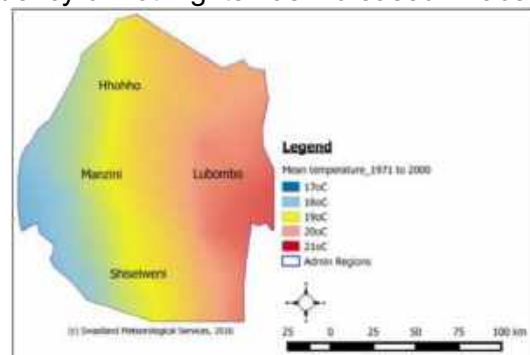 Hhohho
Manzini
Lubombo
Shiselweni
(c) Swaziland Meteorological Services, 2016
Legend
Mean temperature_1971 to 2000
17oC
18oC
19oC
20oC
21oC
Admin Regions
25 0 25 50 75 100 km